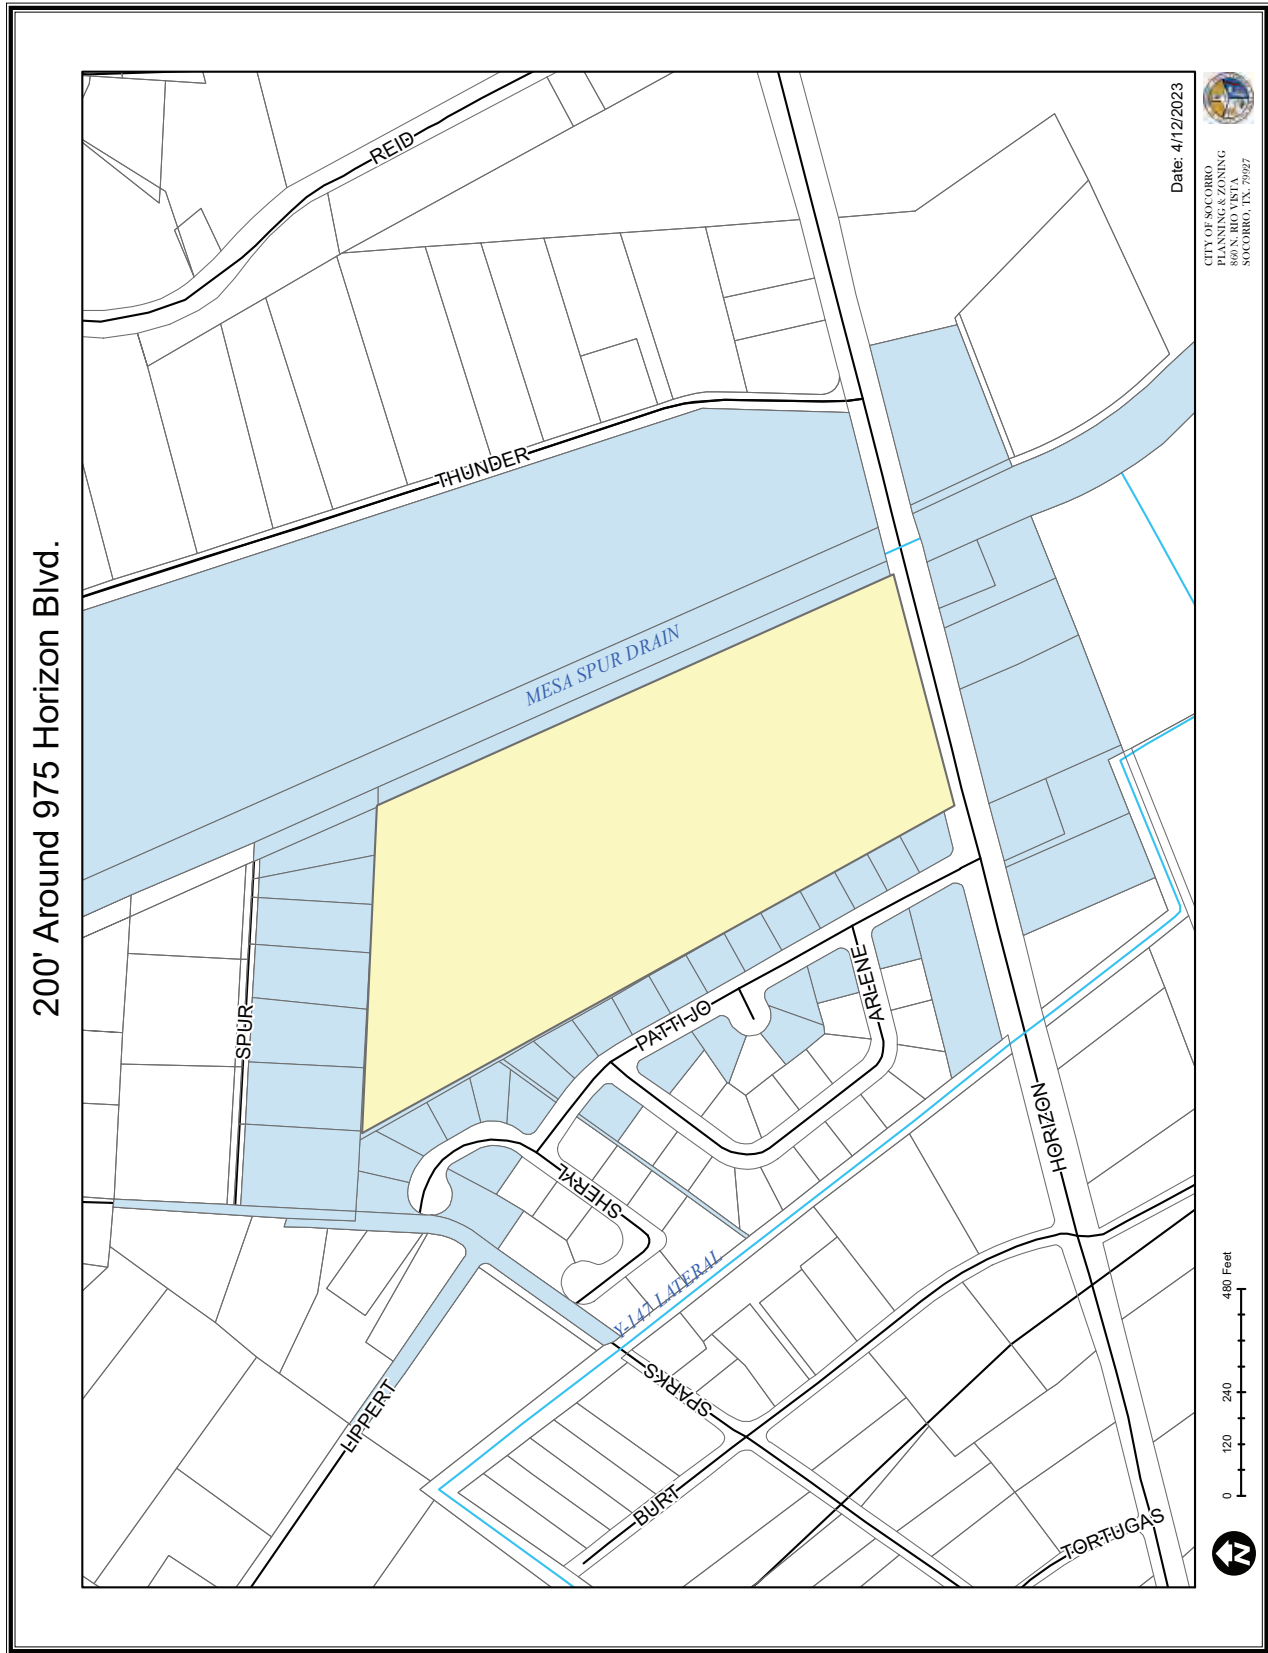 200' Around 975 Horizon Blvd.
REID
THUNDER
MESA SPUR DRAIN
SPUR
PATTI-JO
ARLENE
SHERYL
HORIZON
Y-147 LATERAL
LIPPERT
SPARKS
BURT
TORTUGAS
Date: 4/12/2023
CITY OF SOCORRO
PLANNING & ZONING
860 N. RIO VISTA
SOCORRO, TX. 79927
0 120 240 480 Feet
N